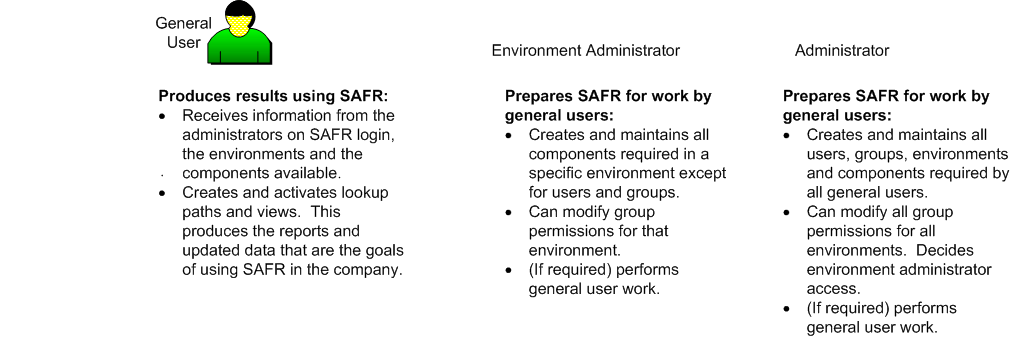 General
User
Produces results using SAFR:
• Receives information from the
administrators on SAFR login,
the environments and the
components available.
• Creates and activates lookup
paths and views.  This
produces the reports and
updated data that are the goals
of using SAFR in the company.
Environment Administrator
Prepares SAFR for work by
general users:
• Creates and maintains all
components required in a
specific environment except
for users and groups.
• Can modify group
permissions for that
environment.
• (If required) performs
general user work.
Administrator
Prepares SAFR for work by
general users:
• Creates and maintains all
users, groups, environments
and components required by
all general users.
• Can modify all group
permissions for all
environments.  Decides
environment administrator
access.
• (If required) performs
general user work.